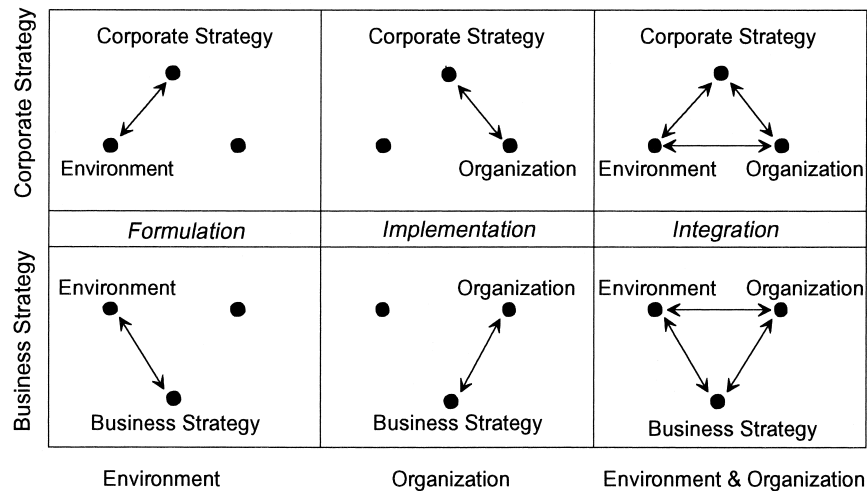 Corporate Strategy
Corporate Strategy Corporate Strategy Corporate Strategy
Environment Organization Environment Organization
Formulation Implementation Integration
Business Strategy
Environment Organization Environment Organization
Business Strategy Business Strategy Business Strategy
Environment Organization Environment & Organization